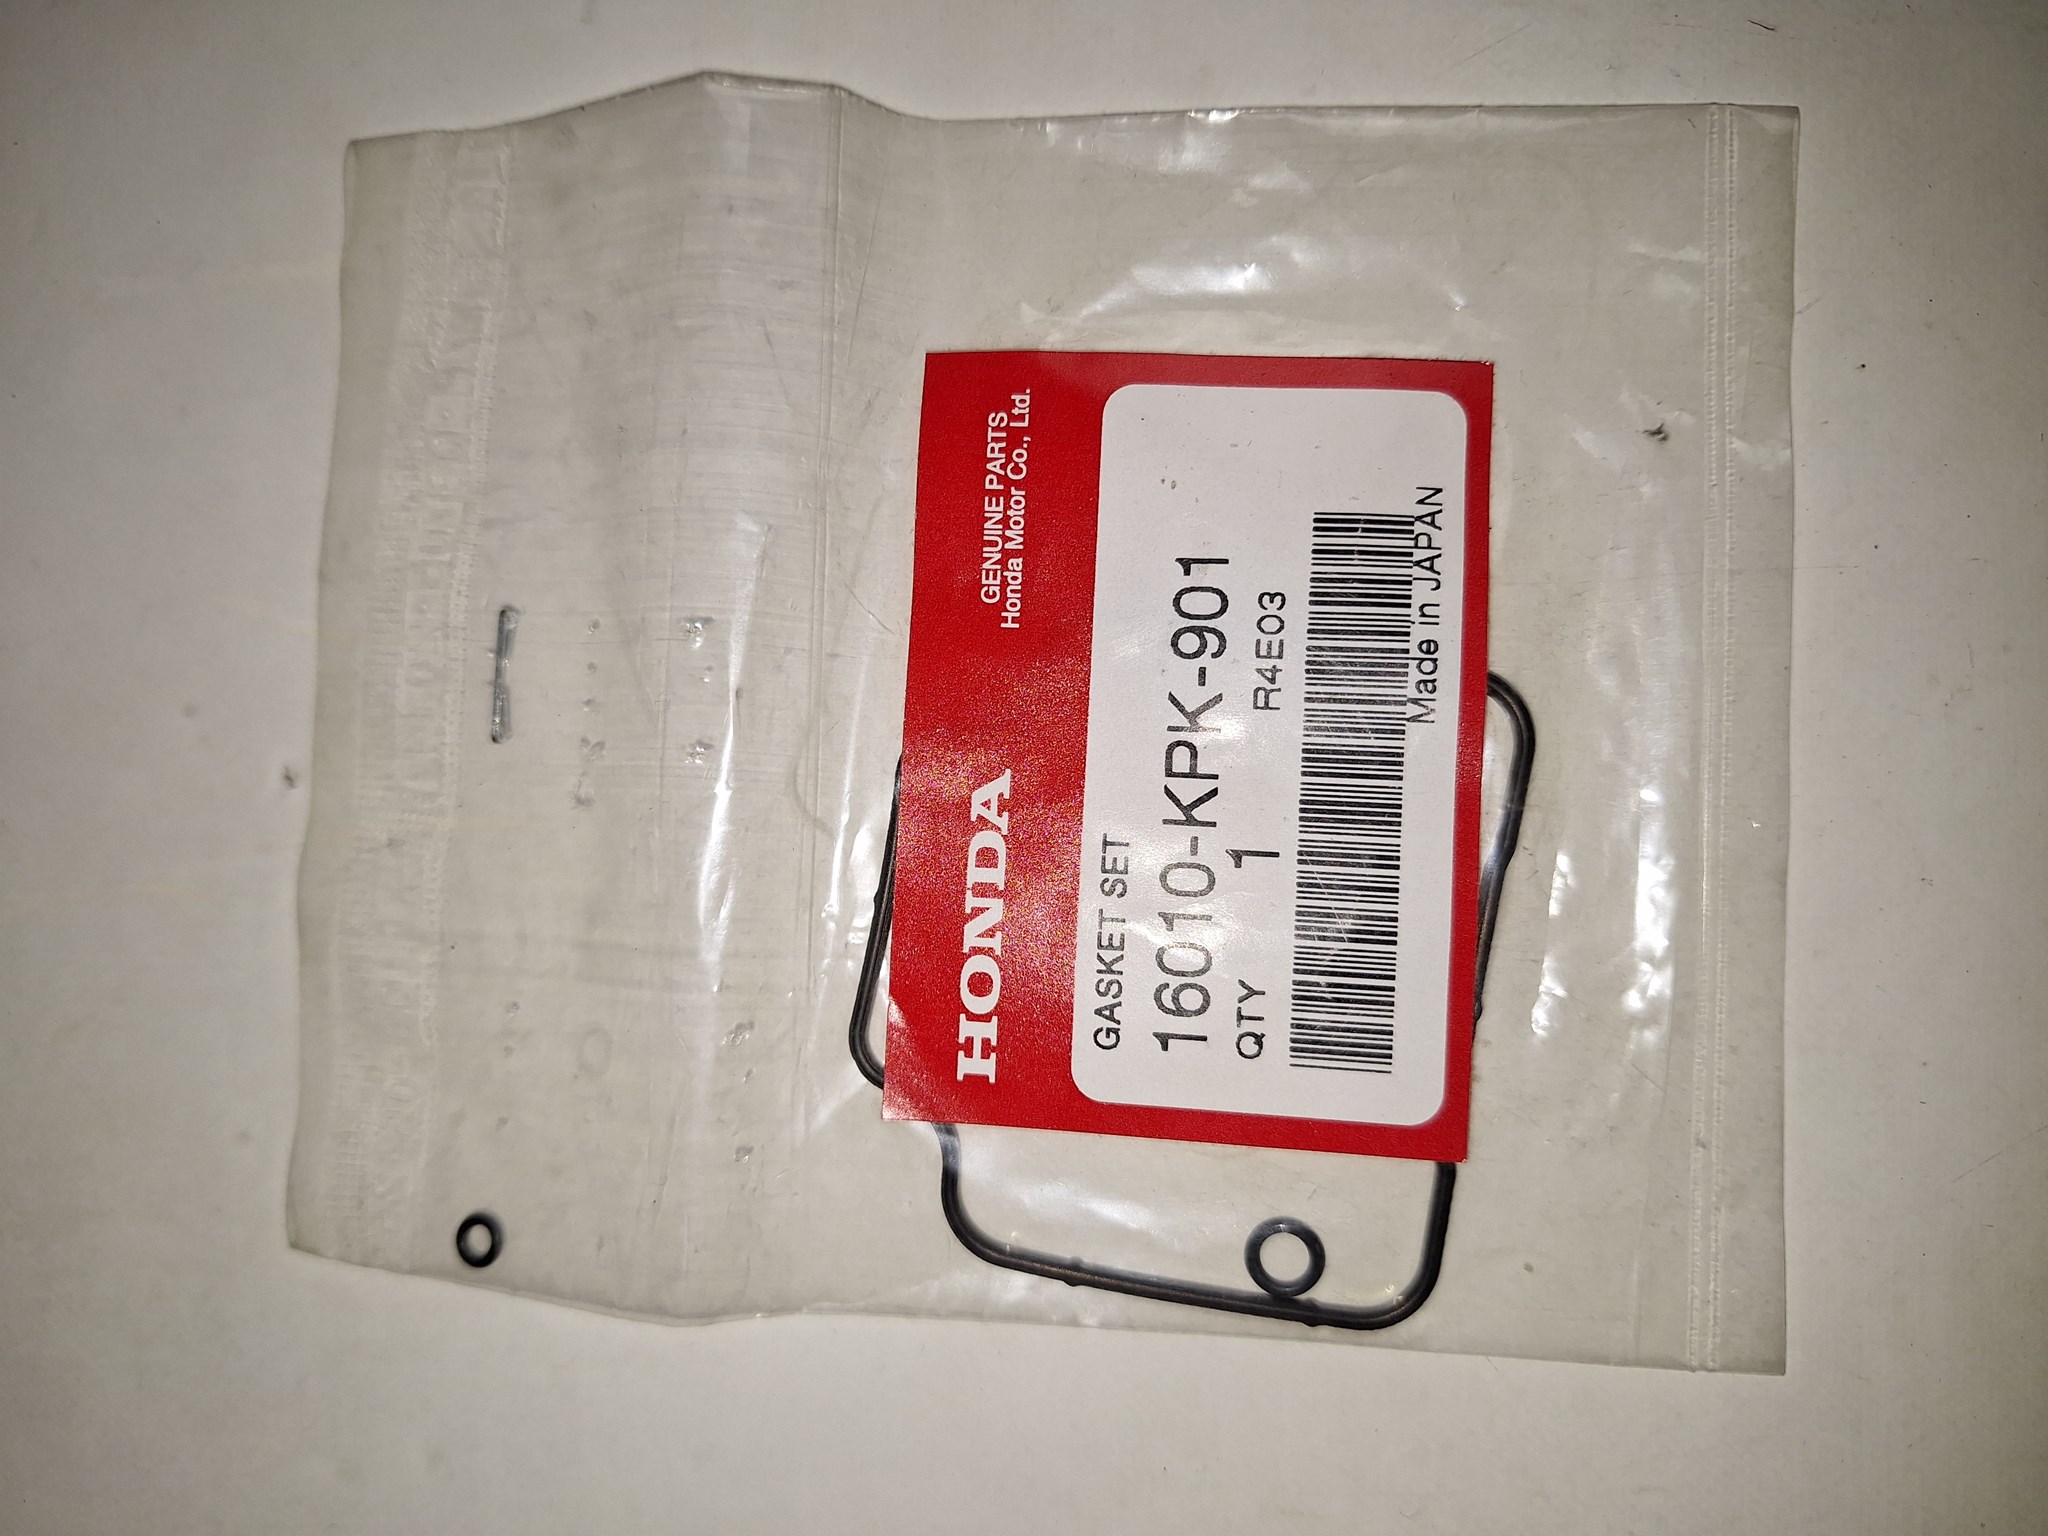 HONDA
GENUINE PARTS
Honda Motor Co., Ltd.
GASKET SET
16010-KPK-901
QTY 1 R4E03
Made in JAPAN